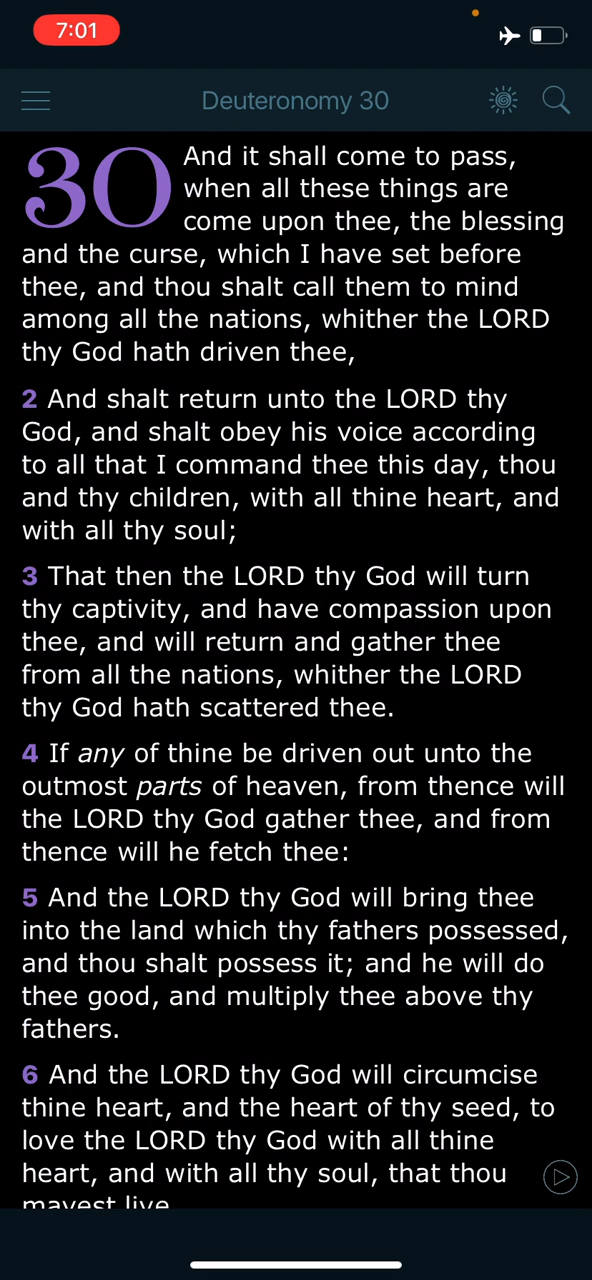 7:01
Deuteronomy 30
30 And it shall come to pass,
when all these things are
come upon thee, the blessing
and the curse, which I have set before
thee, and thou shalt call them to mind
among all the nations, whither the LORD
thy God hath driven thee,
2 And shalt return unto the LORD thy
God, and shalt obey his voice according
to all that I command thee this day, thou
and thy children, with all thine heart, and
with all thy soul;
3 That then the LORD thy God will turn
thy captivity, and have compassion upon
thee, and will return and gather thee
from all the nations, whither the LORD
thy God hath scattered thee.
4 If any of thine be driven out unto the
outmost parts of heaven, from thence will
the LORD thy God gather thee, and from
thence will he fetch thee:
5 And the LORD thy God will bring thee
into the land which thy fathers possessed,
and thou shalt possess it; and he will do
thee good, and multiply thee above thy
fathers.
6 And the LORD thy God will circumcise
thine heart, and the heart of thy seed, to
love the LORD thy God with all thine
heart, and with all thy soul, that thou
mayest live